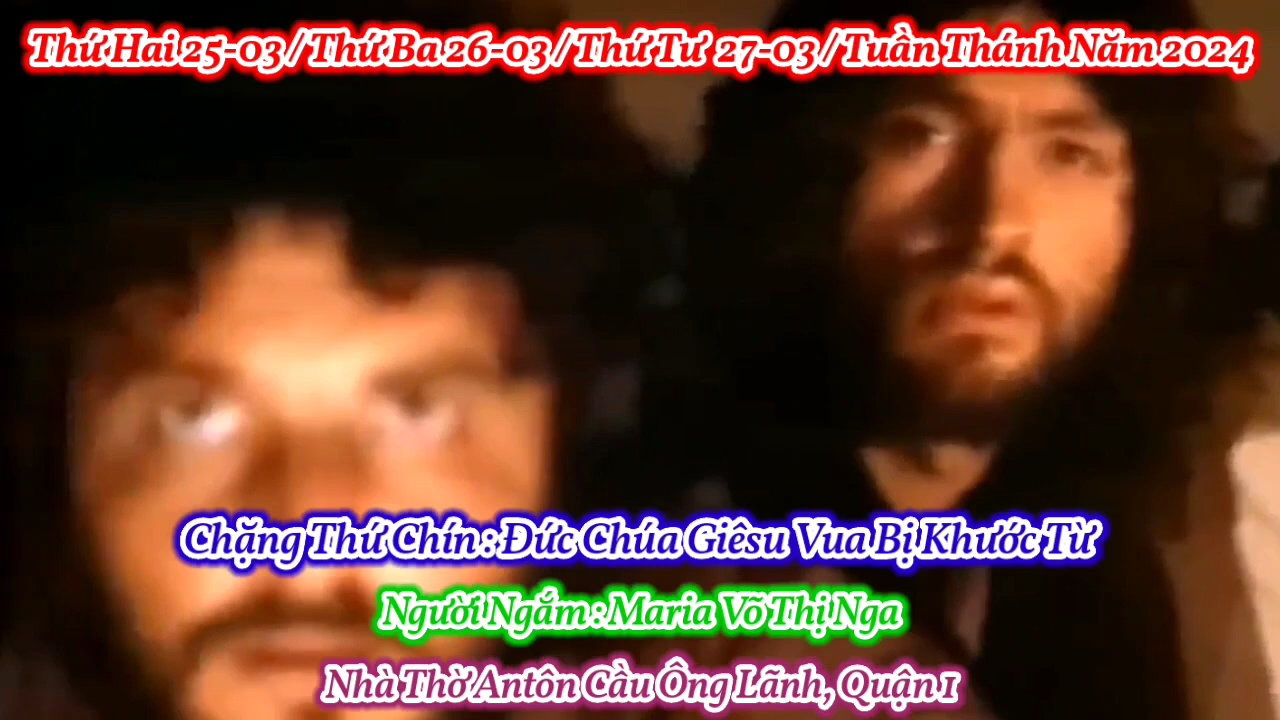 Thứ Hai 25-03 / Thứ Ba 26-03 / Thứ Tư 27-03 / Tuần Thánh Năm 2024
Chặng Thứ Chín : Đức Chúa Giêsu Vua Bị Khước Từ
Người Ngắm : Maria Võ Thị Nga
Nhà Thờ Antôn Cầu Ông Lãnh, Quận 1